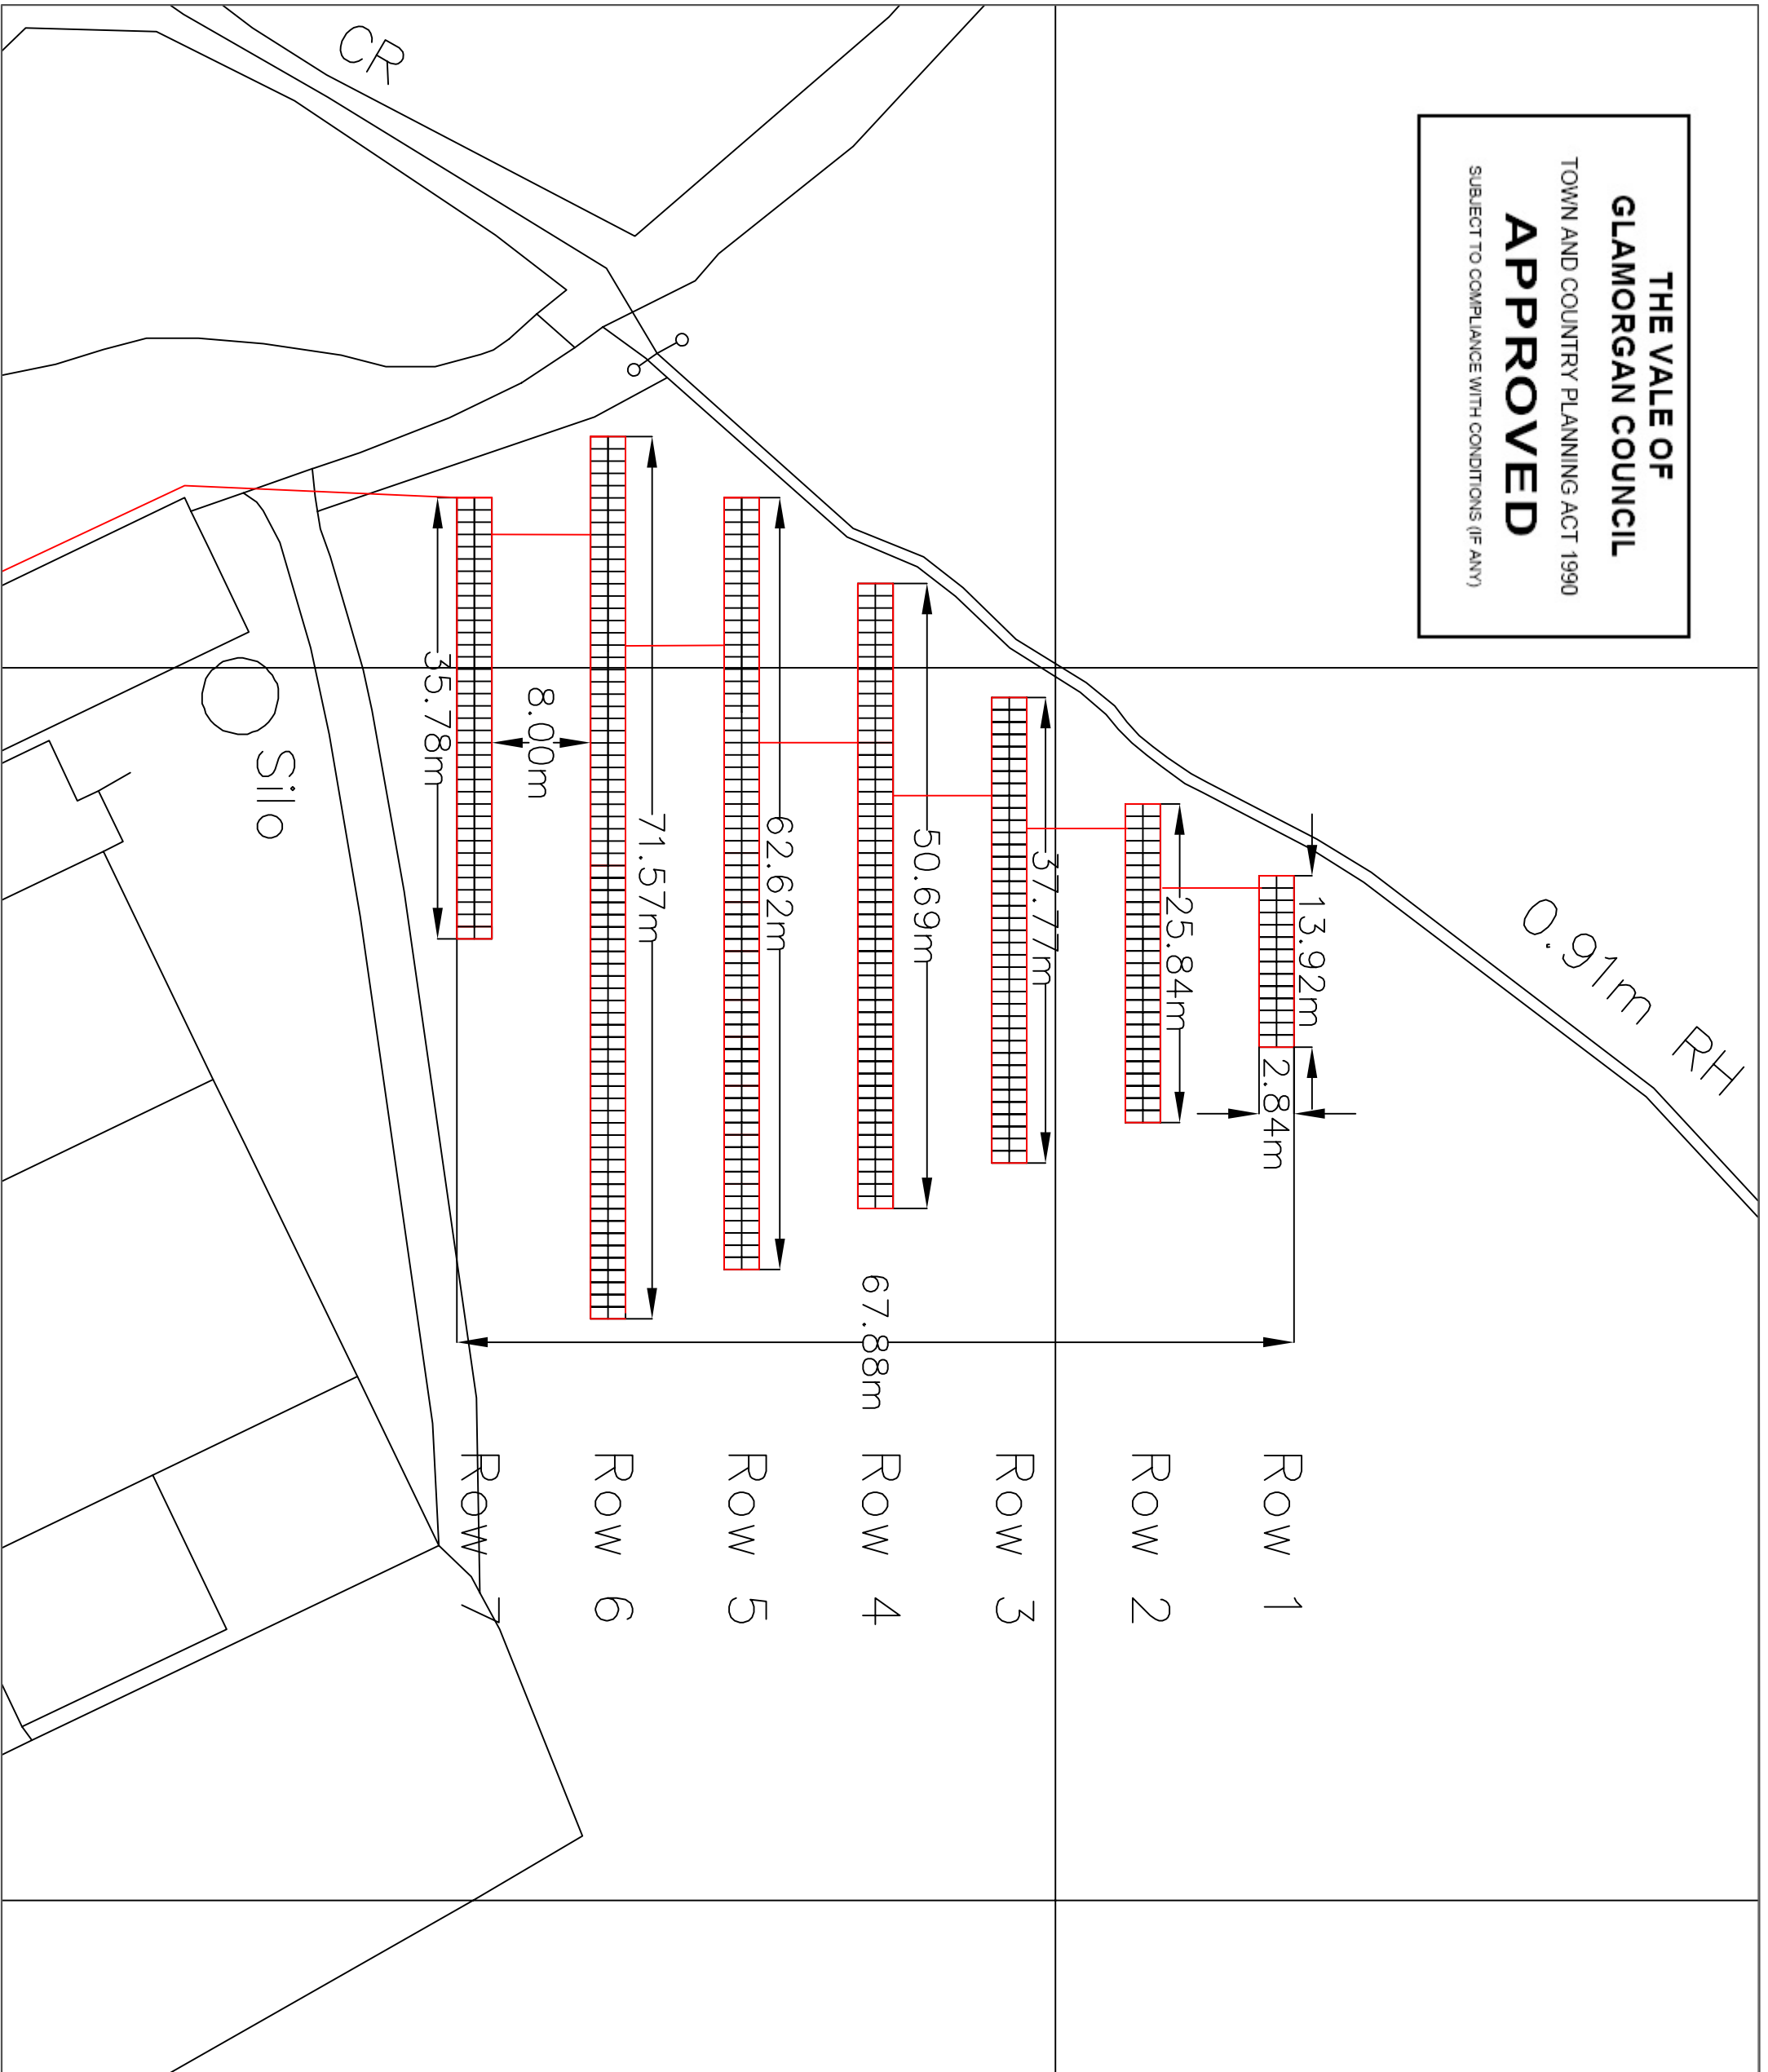 THE VALE OF
GLAMORGAN COUNCIL
TOWN AND COUNTRY PLANNING ACT 1990
APPROVED
SUBJECT TO COMPLIANCE WITH CONDITIONS (IF ANY)
CR
0.91m RH
13.92m
2.84m
25.84m
37.77m
50.69m
62.62m
71.57m
8.00m
35.78m
67.88m
Silo
Row 1
Row 2
Row 3
Row 4
Row 5
Row 6
Row 7